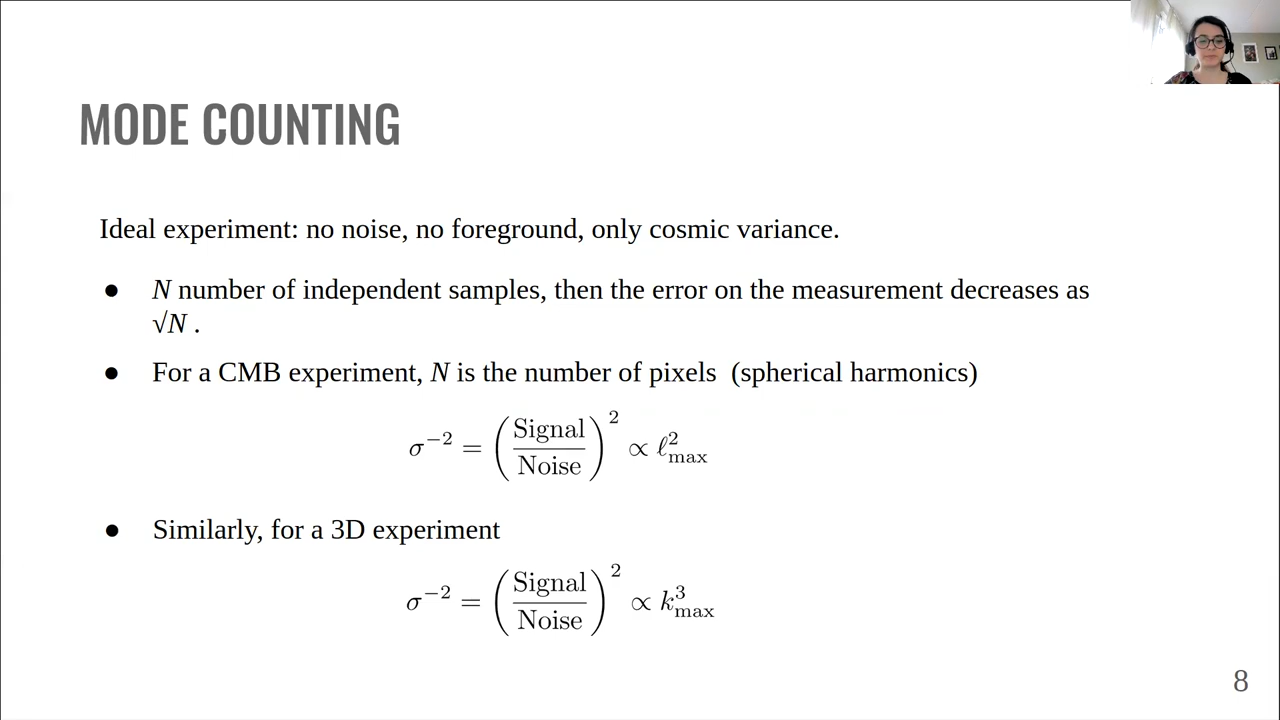 MODE COUNTING
Ideal experiment: no noise, no foreground, only cosmic variance.
● N number of independent samples, then the error on the measurement decreases as
√N .
● For a CMB experiment, N is the number of pixels (spherical harmonics)
σ⁻² = (Signal/Noise)² ∝ ℓ²max
● Similarly, for a 3D experiment
σ⁻² = (Signal/Noise)² ∝ k³max
8